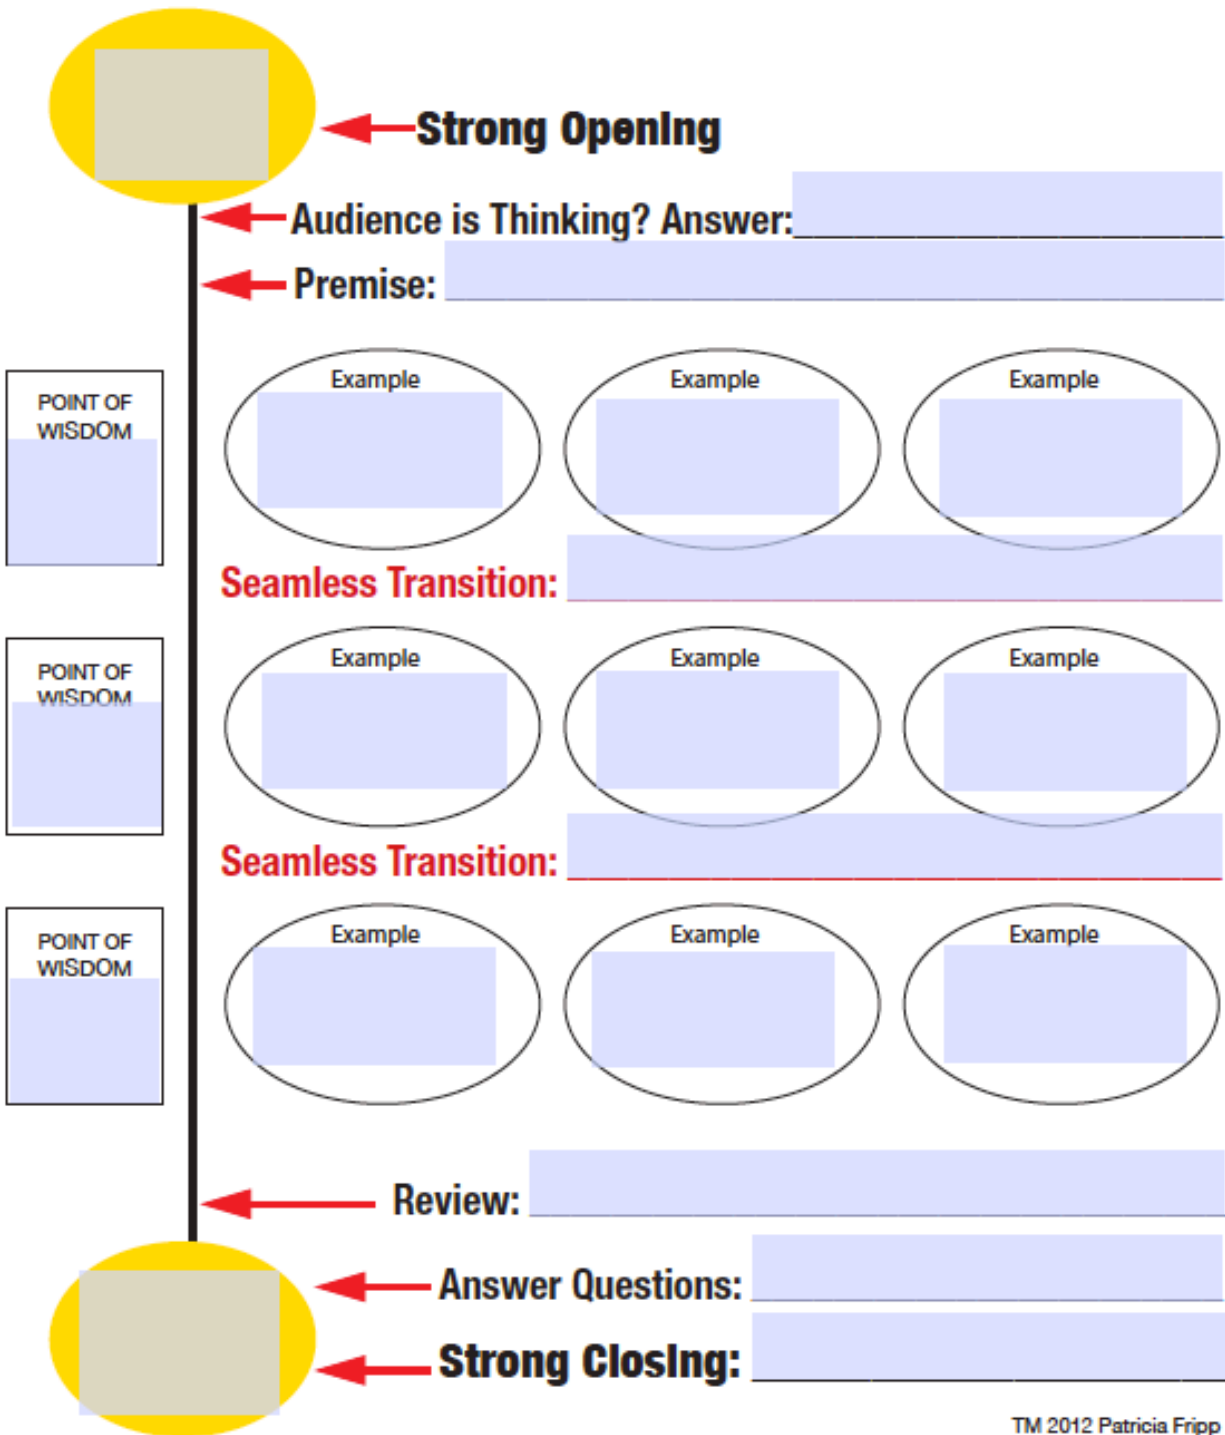 Strong Opening
Audience is Thinking? Answer:
Premise:
POINT OF
WISDOM
Example Example Example
Seamless Transition:
POINT OF
WISDOM
Example Example Example
Seamless Transition:
POINT OF
WISDOM
Example Example Example
Review:
Answer Questions:
Strong Closing:
TM 2012 Patricia Fripp